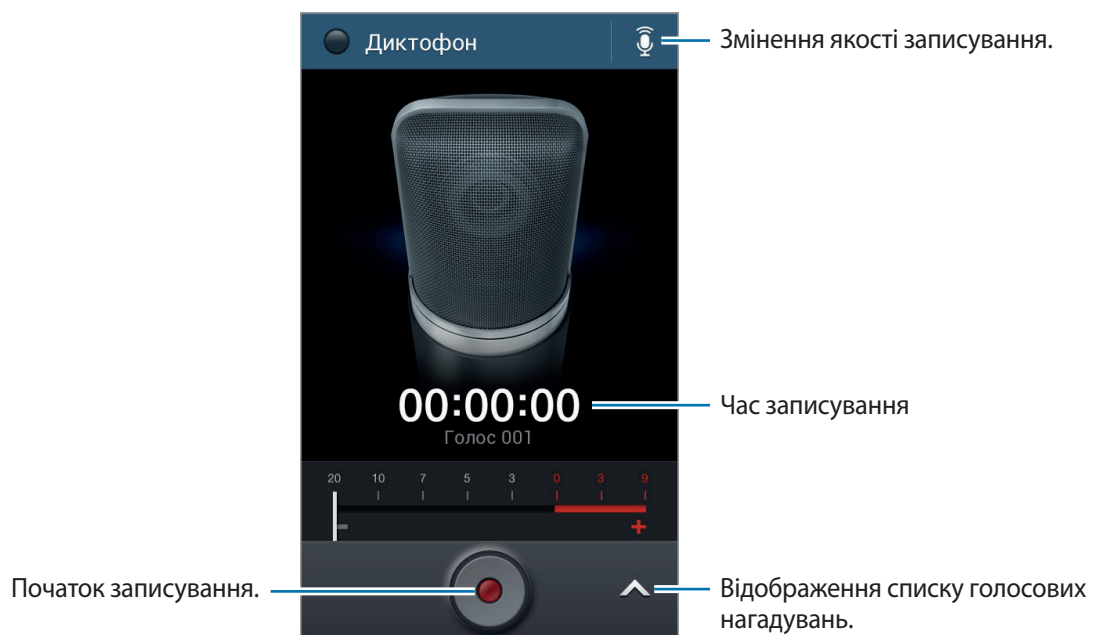 Диктофон
Змінення якості записування.
00:00:00
Час записування
Голос 001
20 10 7 5 3 0 3 9
- +
Початок записування.
Відображення списку голосових
нагадувань.